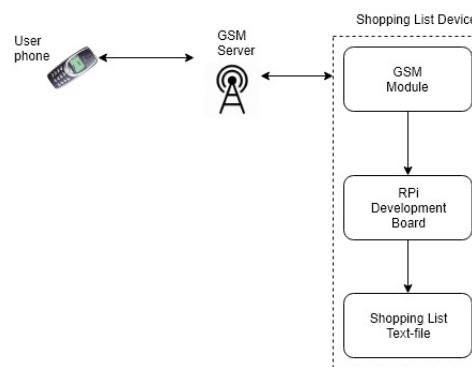 Shopping List Device
User
phone
GSM
Server
GSM
Module
RPi
Development
Board
Shopping List
Text-file